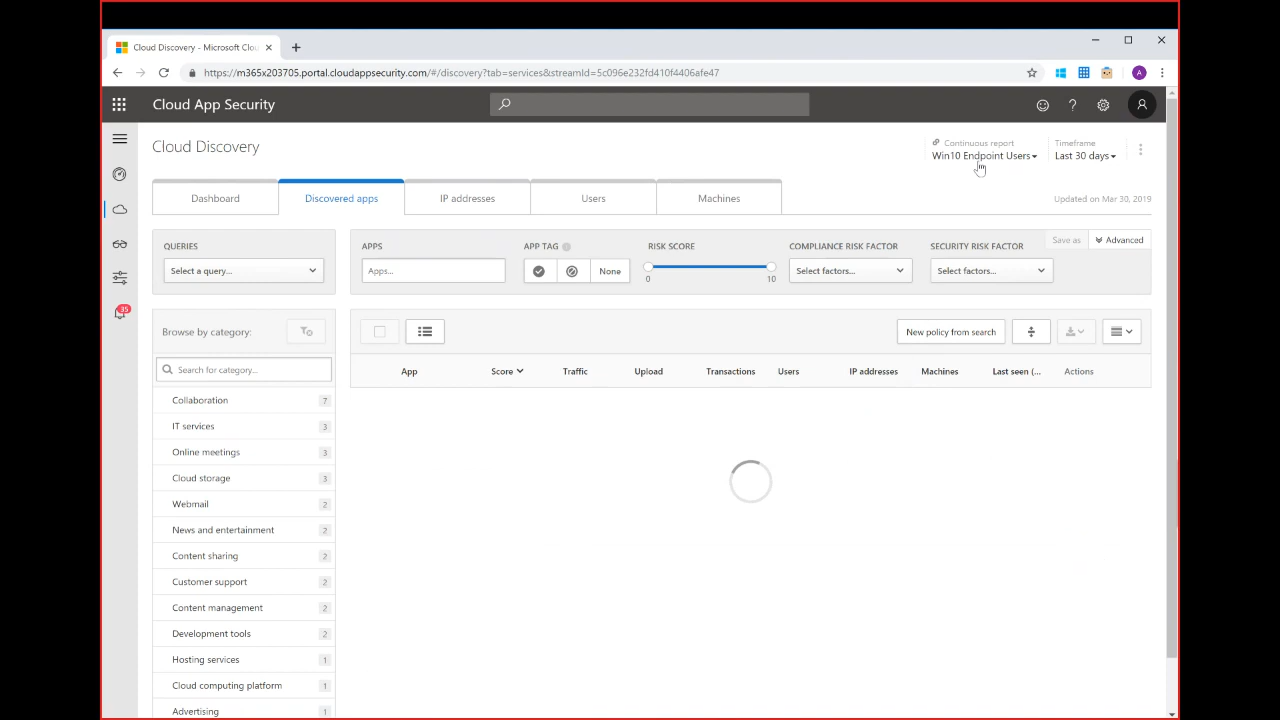 Cloud Discovery - Microsoft Clou
https://m365x203705.portal.cloudappsecurity.com/#/discovery?tab=services&streamId=5c096e232fd410f4406afe47
A
Cloud App Security
?
Cloud Discovery
Continuous report
Win10 Endpoint Users
Timeframe
Last 30 days
Dashboard
Discovered apps
IP addresses
Users
Machines
Updated on Mar 30, 2019
QUERIES
Select a query...
APPS
Apps...
APP TAG
None
RISK SCORE
0
10
COMPLIANCE RISK FACTOR
Select factors...
SECURITY RISK FACTOR
Select factors...
Save as
Advanced
Browse by category:
New policy from search
Search for category...
App Score Traffic Upload Transactions Users IP addresses Machines Last seen (... Actions
35
Collaboration 7
IT services 3
Online meetings 3
Cloud storage 3
Webmail 2
News and entertainment 2
Content sharing 2
Customer support 2
Content management 2
Development tools 2
Hosting services 1
Cloud computing platform 1
Advertising 1